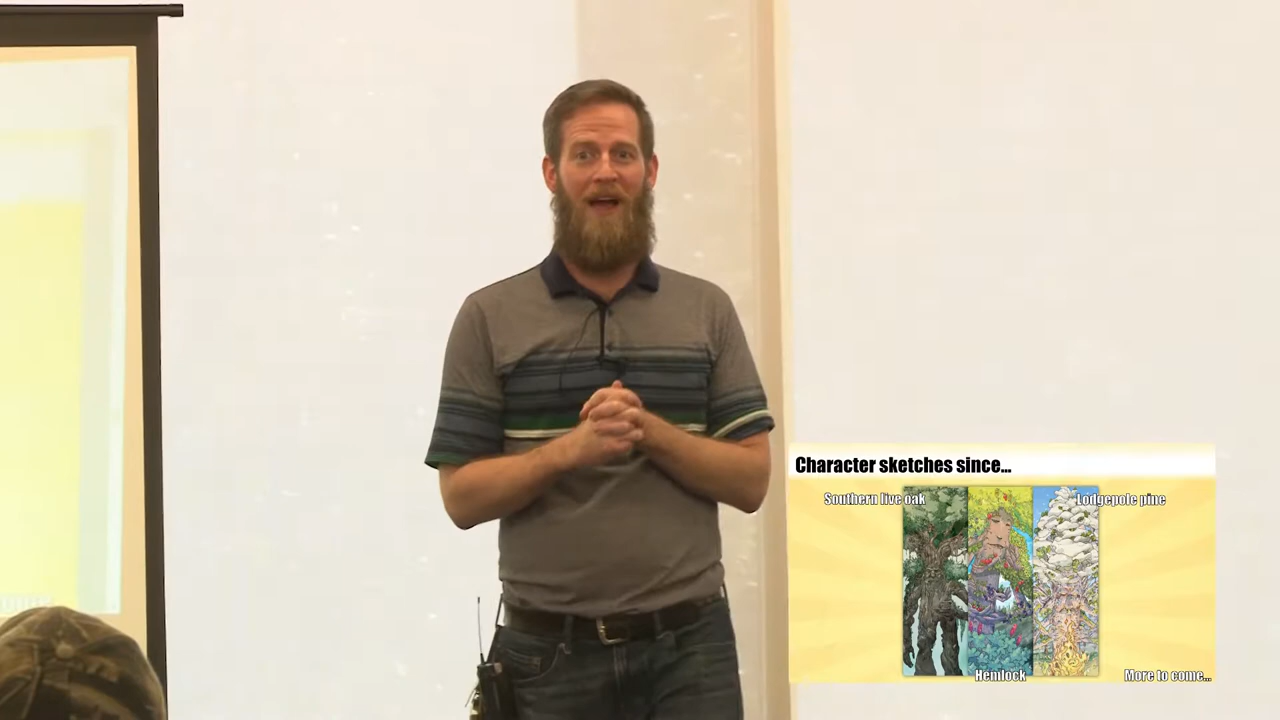 Character sketches since...
Southern live oak
Lodgepole pine
Hemlock
More to come...